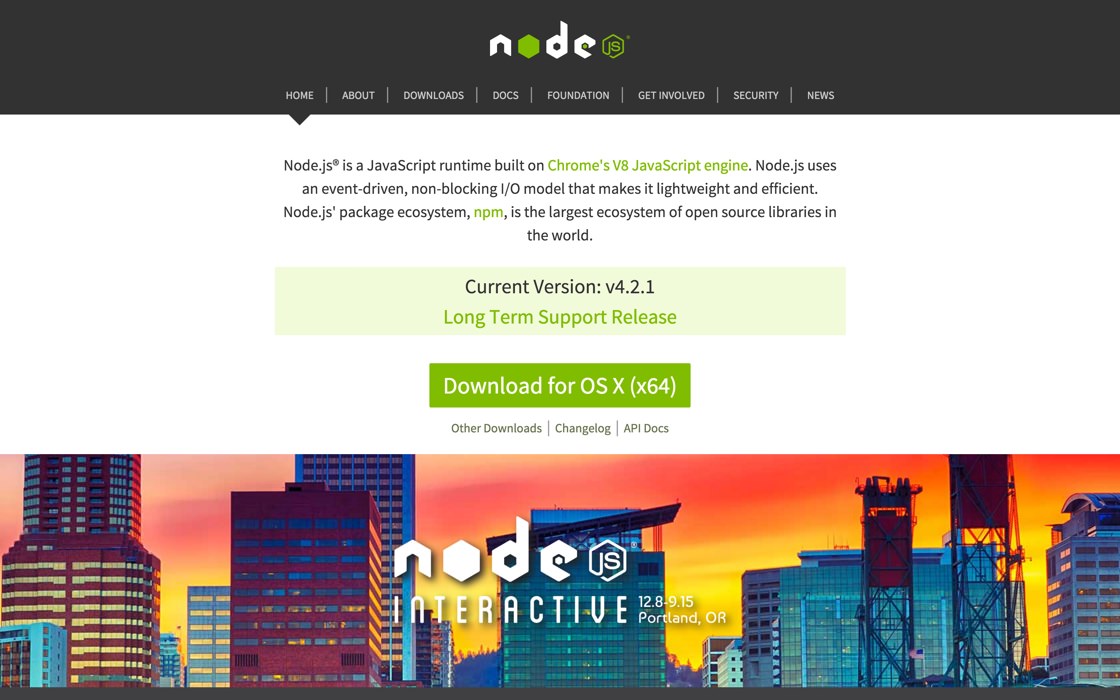 node JS®
HOME | ABOUT | DOWNLOADS | DOCS | FOUNDATION | GET INVOLVED | SECURITY | NEWS
Node.js® is a JavaScript runtime built on Chrome's V8 JavaScript engine. Node.js uses
an event-driven, non-blocking I/O model that makes it lightweight and efficient.
Node.js' package ecosystem, npm, is the largest ecosystem of open source libraries in
the world.
Current Version: v4.2.1
Long Term Support Release
Download for OS X (x64)
Other Downloads | Changelog | API Docs
node JS®
INTERACTIVE
12.8-9.15
Portland, OR